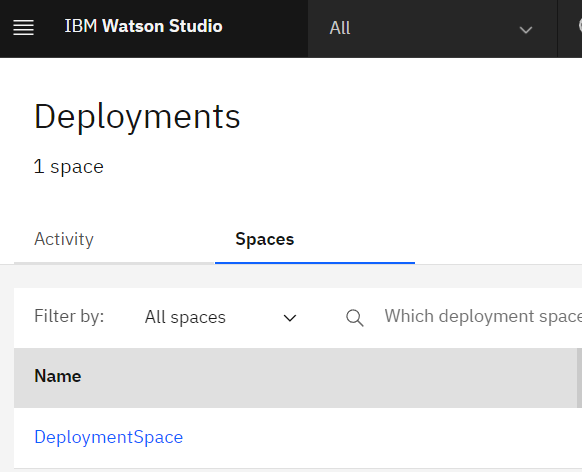 IBM Watson Studio
All
Deployments
1 space
Activity
Spaces
Filter by:
All spaces
Which deployment space
Name
DeploymentSpace